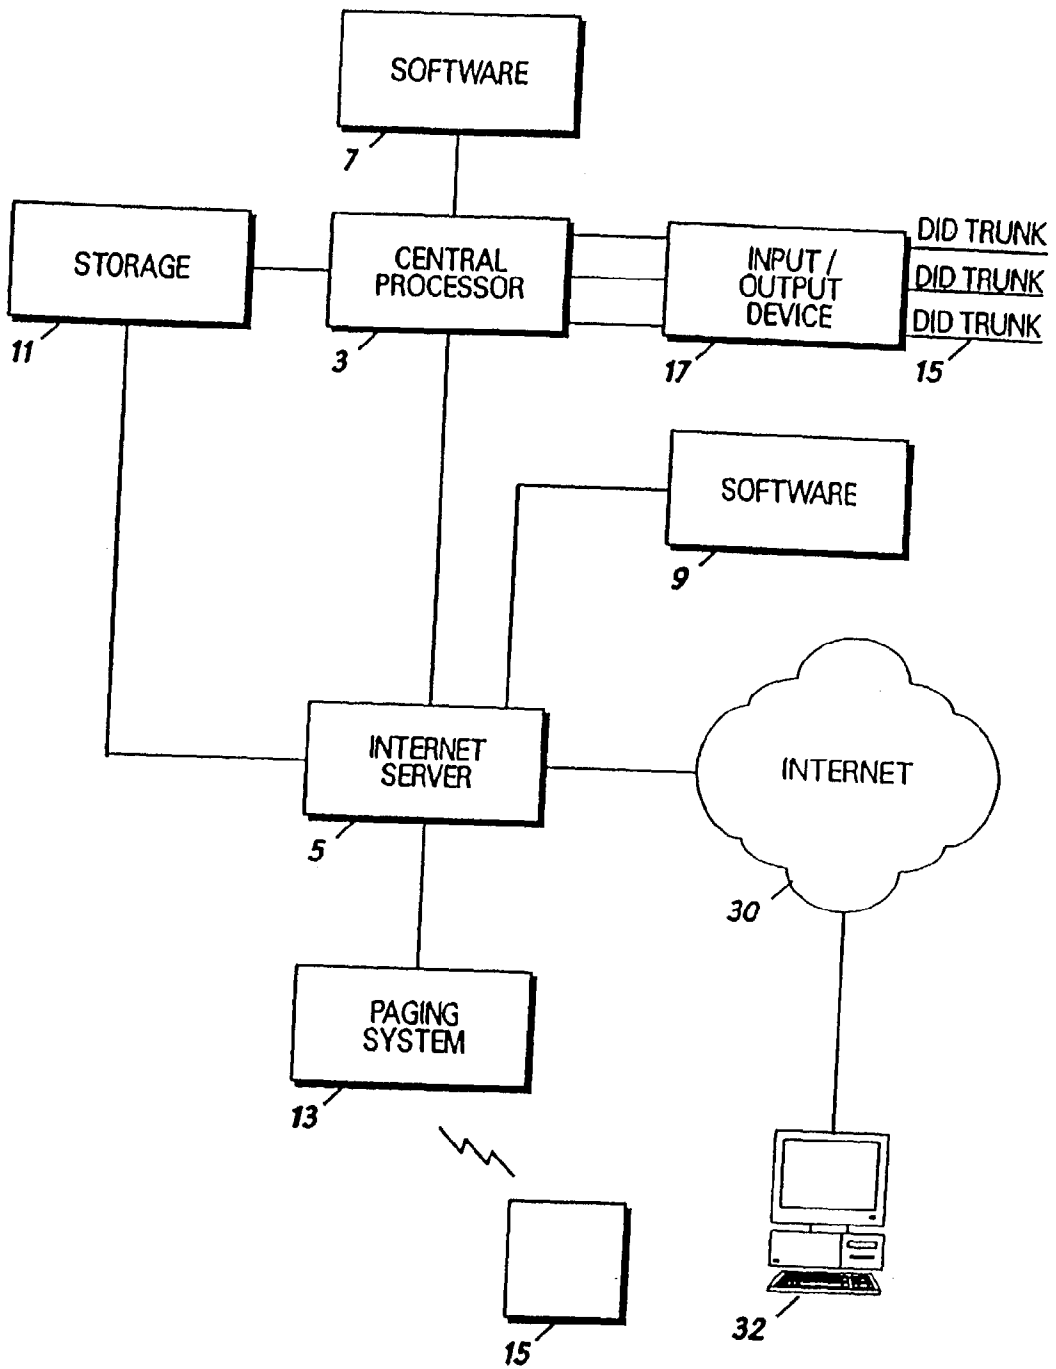 SOFTWARE
7
STORAGE
11
CENTRAL
PROCESSOR
3
INPUT /
OUTPUT
DEVICE
17
DID TRUNK
DID TRUNK
DID TRUNK
15
SOFTWARE
9
INTERNET
SERVER
5
INTERNET
30
PAGING
SYSTEM
13
15
32